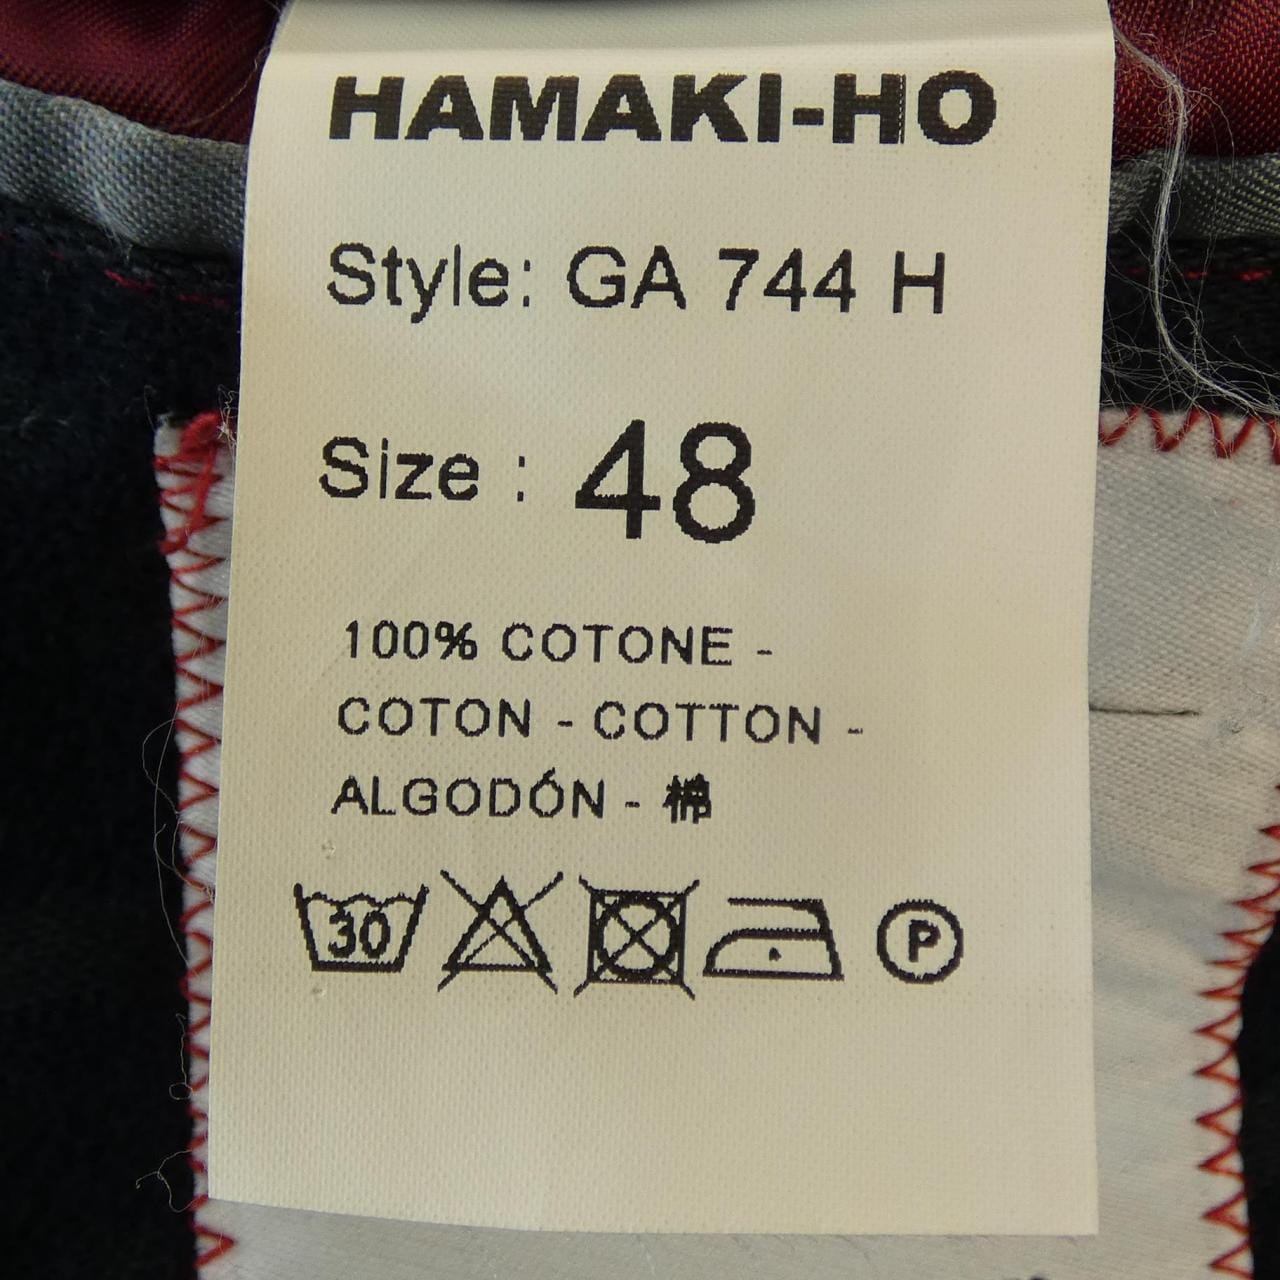 HAMAKI-HO
Style: GA 744 H
Size : 48
100% COTONE -
COTON - COTTON -
ALGODÓN - 棉
30
P